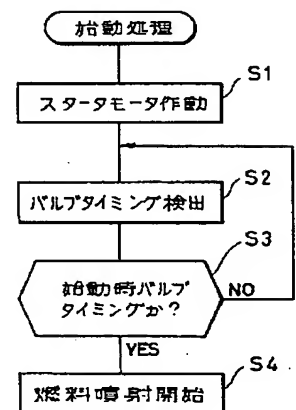 始動処理
S1
スタータモータ作動
S2
バルブタイミング検出
S3
始動時バルブ
タイミングか?
NO
YES
S4
燃料噴射開始